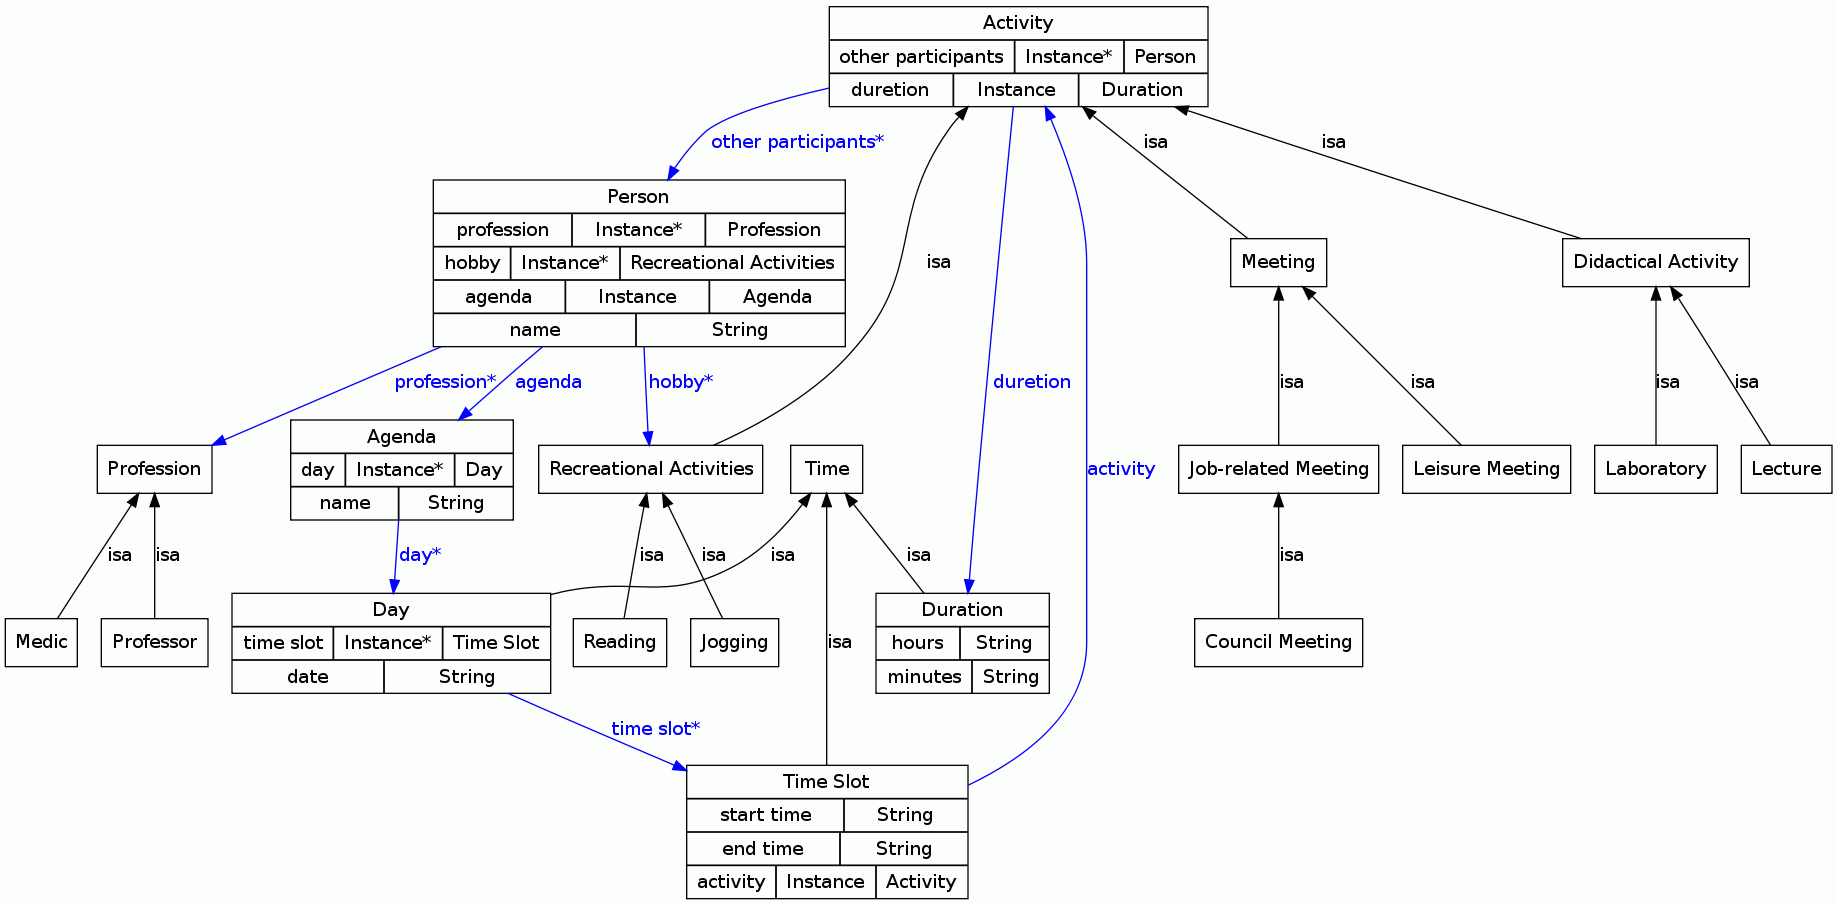 Activity
other participants Instance* Person
duretion Instance Duration
other participants* isa isa
Person
profession Instance* Profession
hobby Instance* Recreational Activities
agenda Instance Agenda
name String
isa
Meeting
Didactical Activity
profession* agenda hobby* duretion isa isa isa isa
Profession
Agenda
day Instance* Day
name String
Recreational Activities
Time
activity
Job-related Meeting
Leisure Meeting
Laboratory
Lecture
isa isa day* isa isa isa isa isa
Medic
Professor
Day
time slot Instance* Time Slot
date String
Reading
Jogging
isa
Duration
hours String
minutes String
Council Meeting
time slot*
Time Slot
start time String
end time String
activity Instance Activity